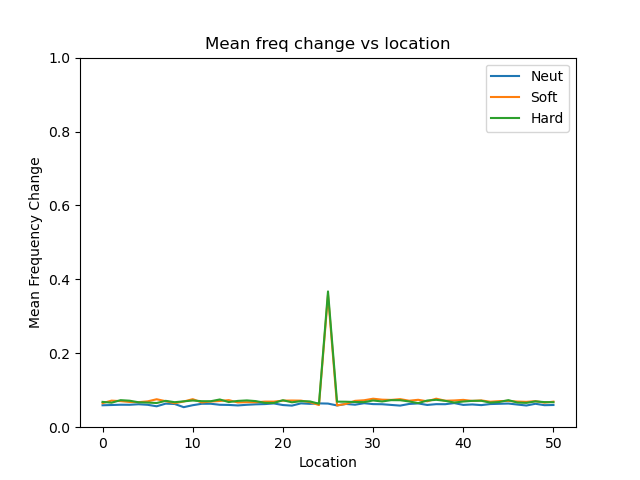 Mean freq change vs location
1.0
0.8
0.6
0.4
0.2
0.0
Mean Frequency Change
Neut
Soft
Hard
0 10 20 30 40 50
Location